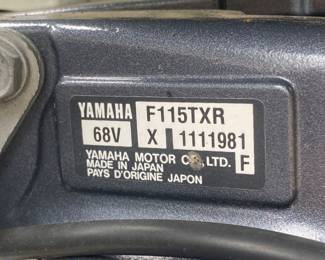 YAMAHA F115TXR
68V X 1111981
YAMAHA MOTOR CO., LTD. F
MADE IN JAPAN
PAYS D'ORIGINE JAPON